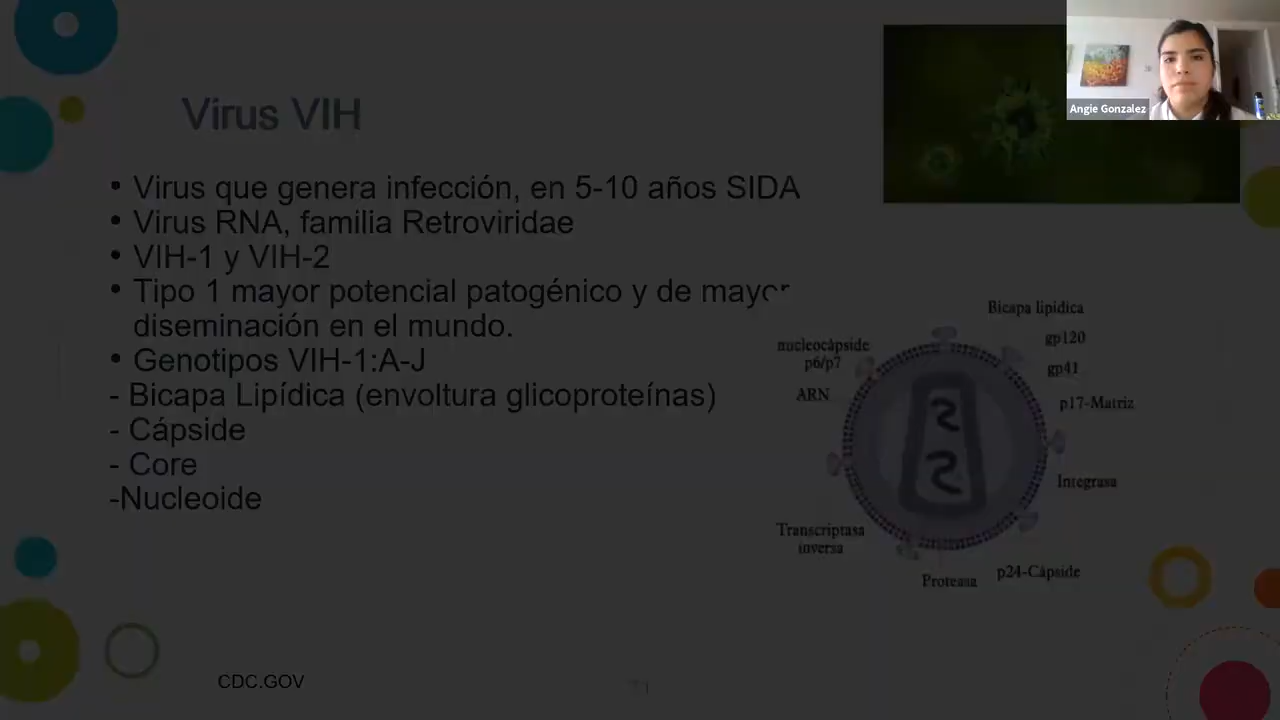 Angie Gonzalez
Virus VIH
• Virus que genera infección, en 5-10 años SIDA
• Virus RNA, familia Retroviridae
• VIH-1 y VIH-2
• Tipo 1 mayor potencial patogénico y de mayor
diseminación en el mundo.
• Genotipos VIH-1:A-J
- Bicapa Lipídica (envoltura glicoproteínas)
- Cápside
- Core
-Nucleoide
Bicapa lipídica
gp120
gp41
p17-Matriz
Integrasa
p24-Cápside
Proteasa
Transcriptasa
inversa
ARN
nucleocápside
p6/p7
CDC.GOV